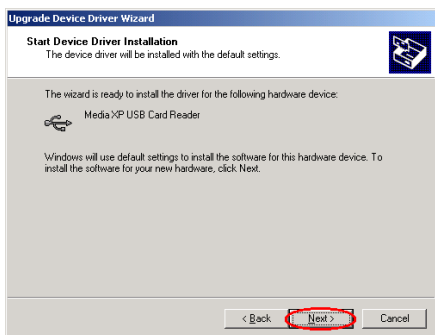 Upgrade Device Driver Wizard
Start Device Driver Installation
The device driver will be installed with the default settings.
The wizard is ready to install the driver for the following hardware device:
Media XP USB Card Reader
Windows will use default settings to install the software for this hardware device. To
install the software for your new hardware, click Next.
< Back
Next >
Cancel